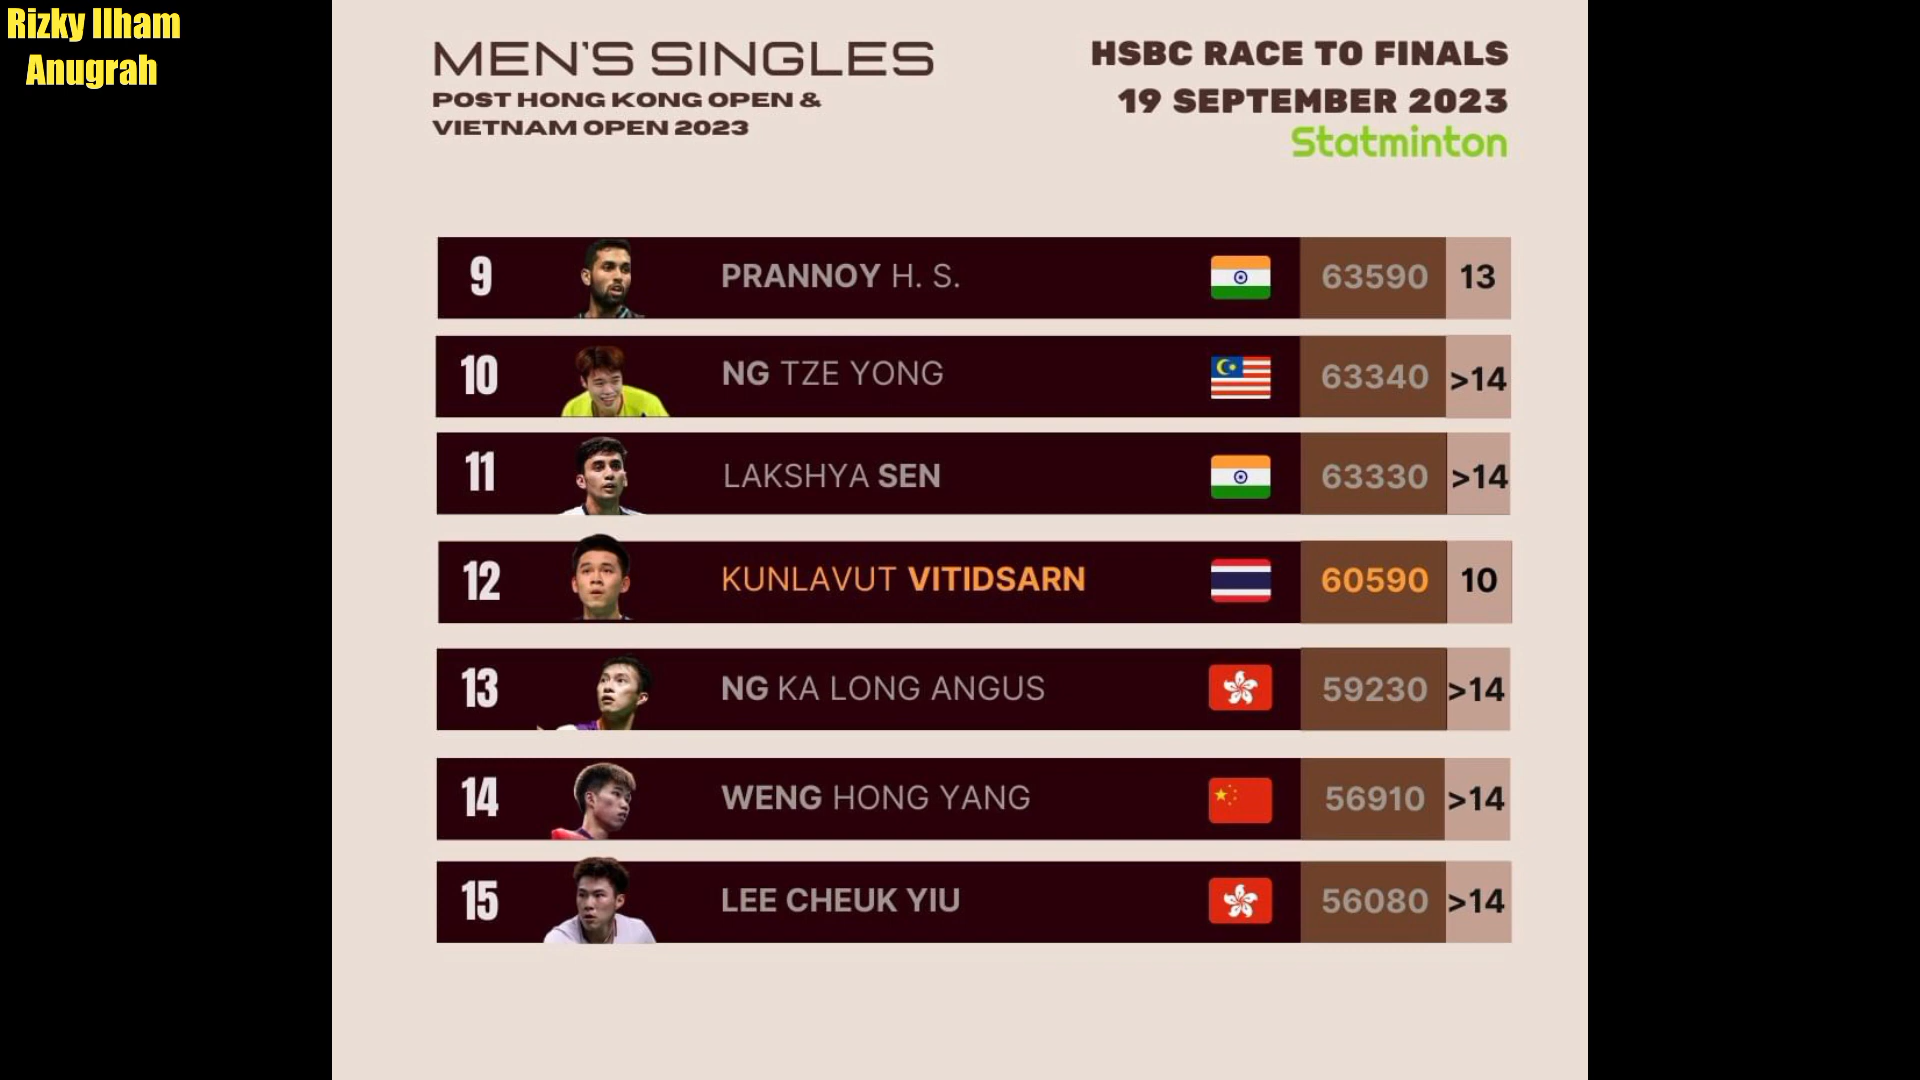 Rizky Ilham
Anugrah
MEN'S SINGLES
POST HONG KONG OPEN &
VIETNAM OPEN 2023
HSBC RACE TO FINALS
19 SEPTEMBER 2023
Statminton
9 PRANNOY H. S. 63590 13
10 NG TZE YONG 63340 >14
11 LAKSHYA SEN 63330 >14
12 KUNLAVUT VITIDSARN 60590 10
13 NG KA LONG ANGUS 59230 >14
14 WENG HONG YANG 56910 >14
15 LEE CHEUK YIU 56080 >14